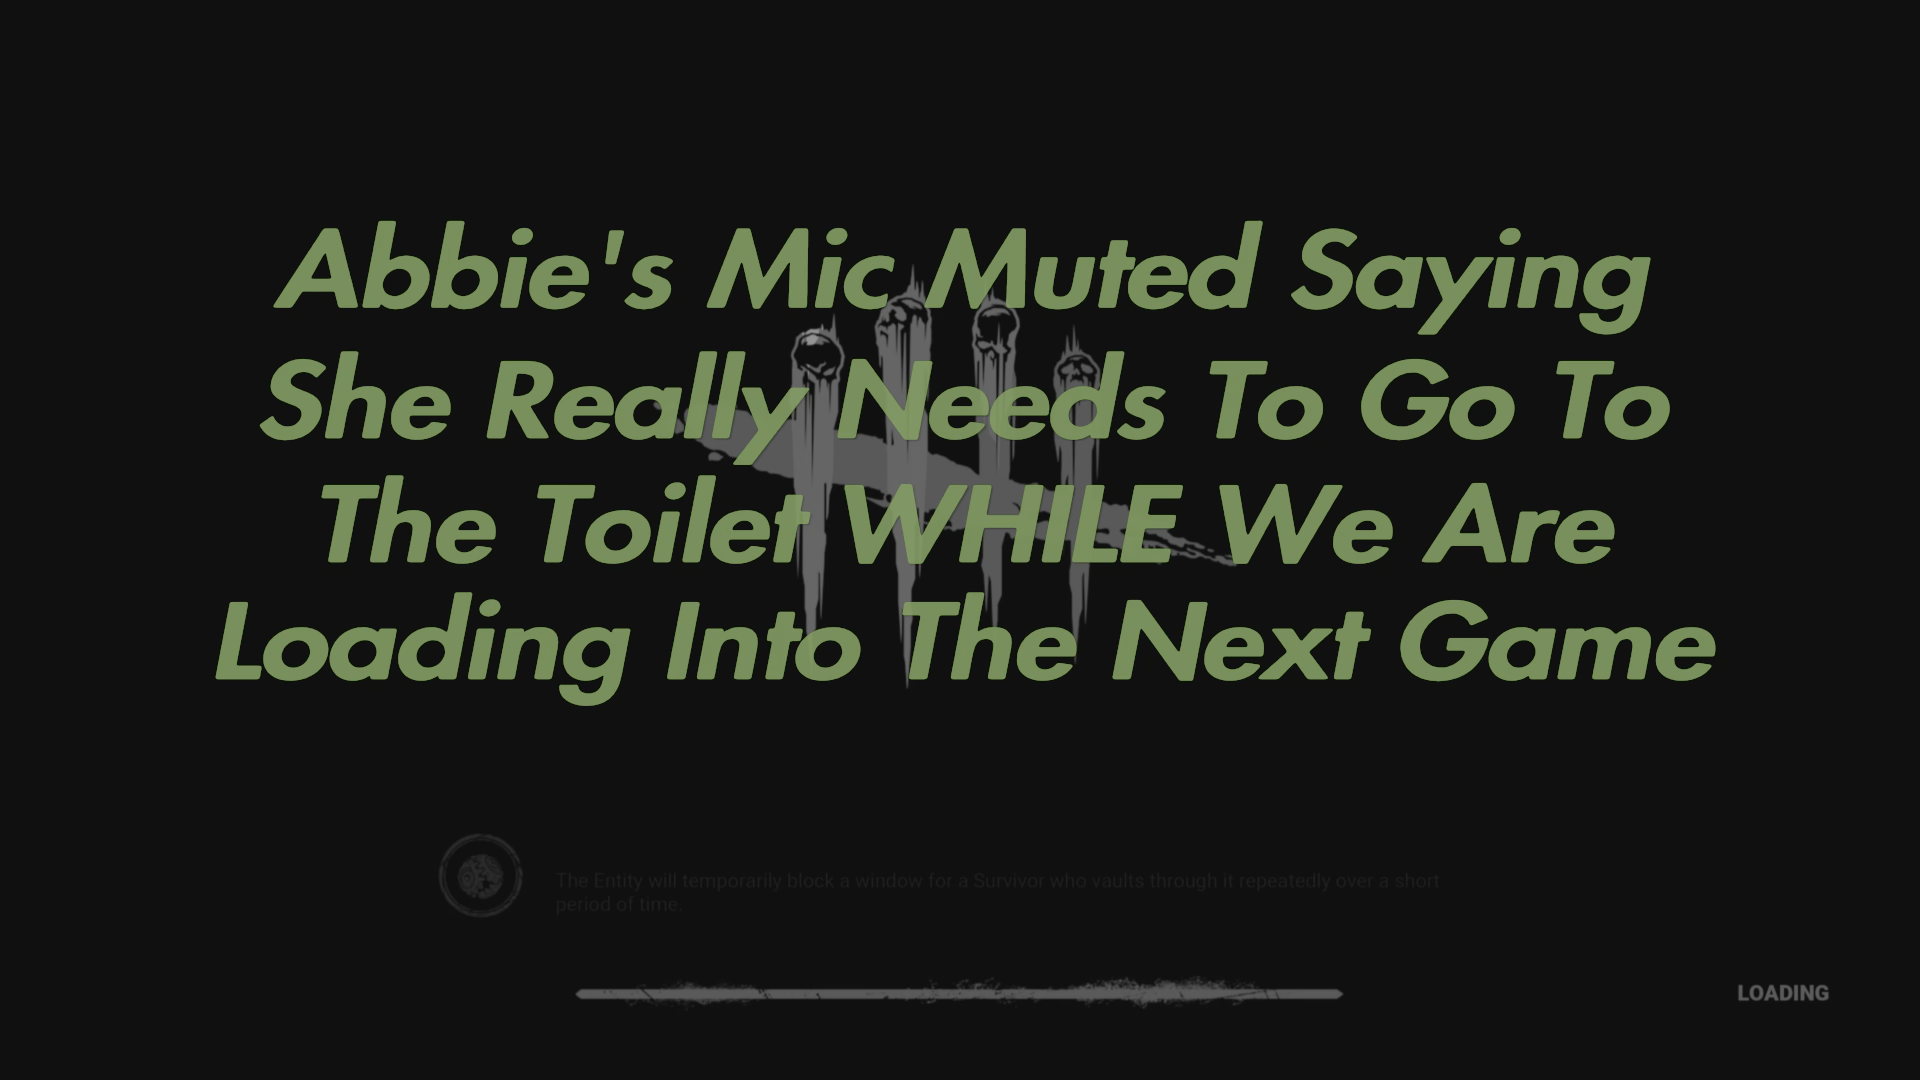 Abbie's Mic Muted Saying
She Really Needs To Go To
The Toilet WHILE We Are
Loading Into The Next Game
The Entity will temporarily block a window for a Survivor who vaults through it repeatedly over a short
period of time.
LOADING